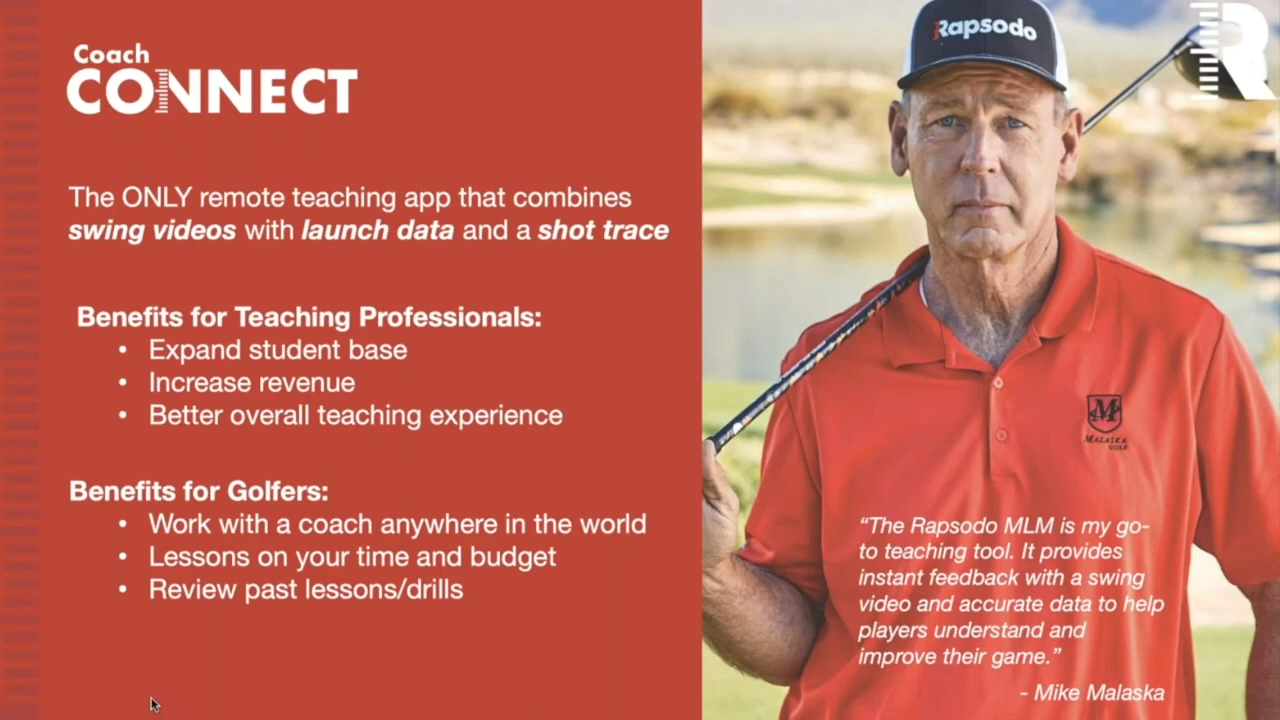 Coach
CONNECT
The ONLY remote teaching app that combines
swing videos with launch data and a shot trace
Benefits for Teaching Professionals:
• Expand student base
• Increase revenue
• Better overall teaching experience
Benefits for Golfers:
• Work with a coach anywhere in the world
• Lessons on your time and budget
• Review past lessons/drills
Rapsodo
R
M
MALASKA
GOLF
“The Rapsodo MLM is my go-
to teaching tool. It provides
instant feedback with a swing
video and accurate data to help
players understand and
improve their game.”
- Mike Malaska